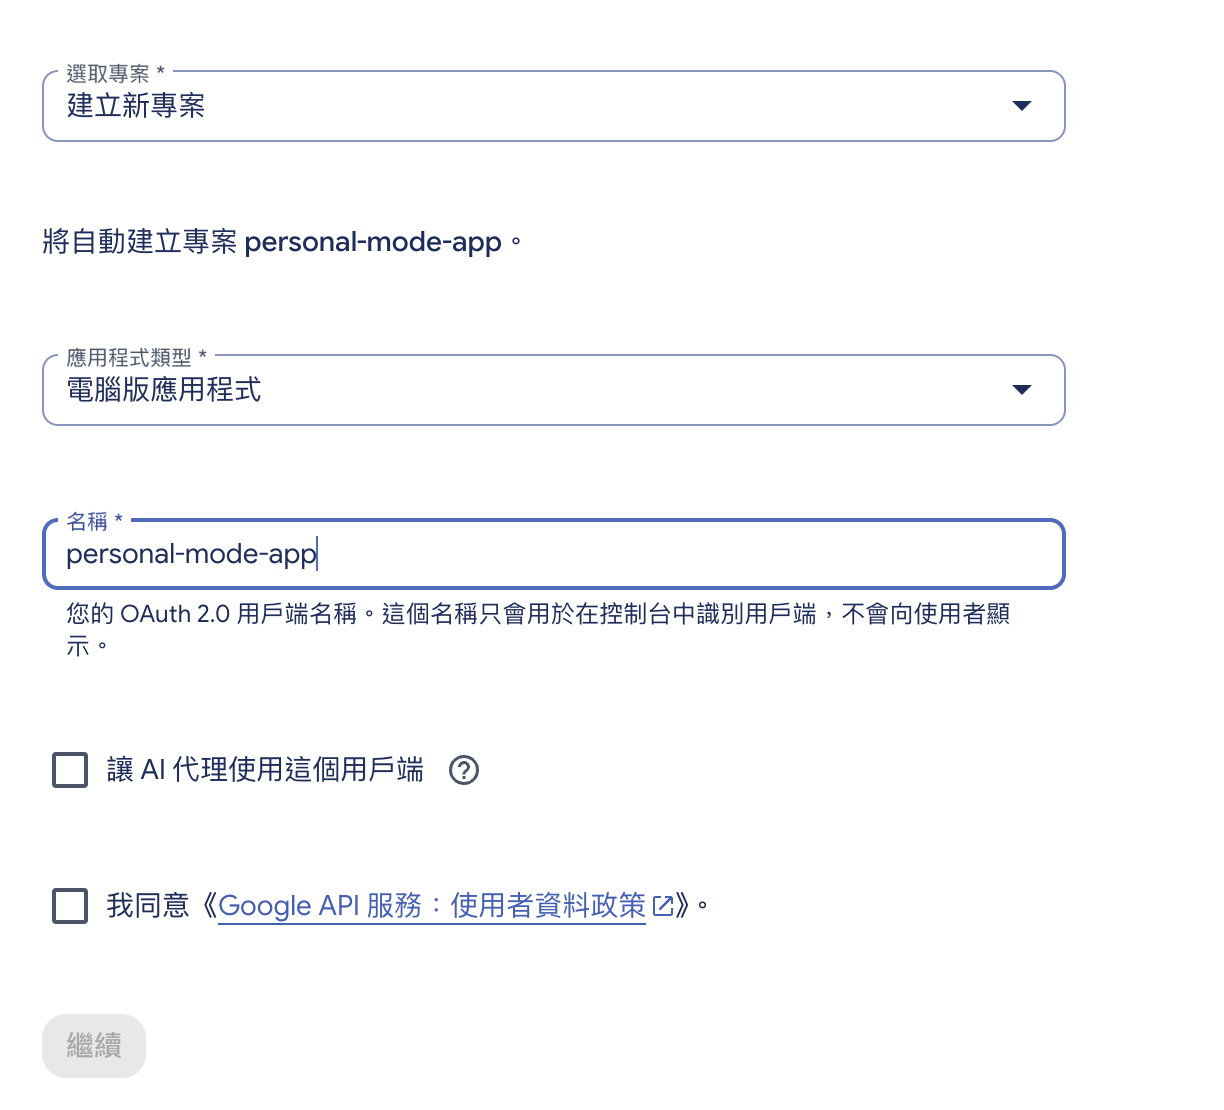 選取專案 *
建立新專案
將自動建立專案 personal-mode-app。
應用程式類型 *
電腦版應用程式
名稱 *
personal-mode-app
您的 OAuth 2.0 用戶端名稱。這個名稱只會用於在控制台中識別用戶端，不會向使用者顯
示。
讓 AI 代理使用這個用戶端
我同意《Google API 服務：使用者資料政策》。
繼續